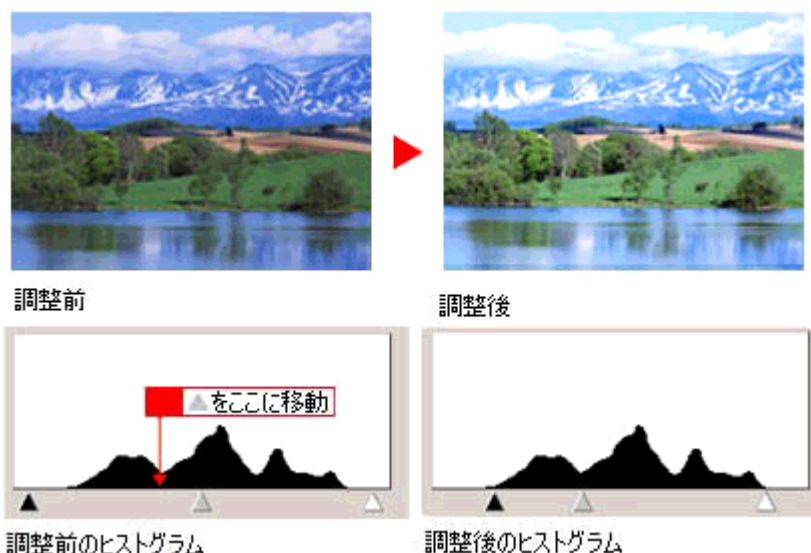 調整前
調整後
をここに移動
調整前のヒストグラム
調整後のヒストグラム